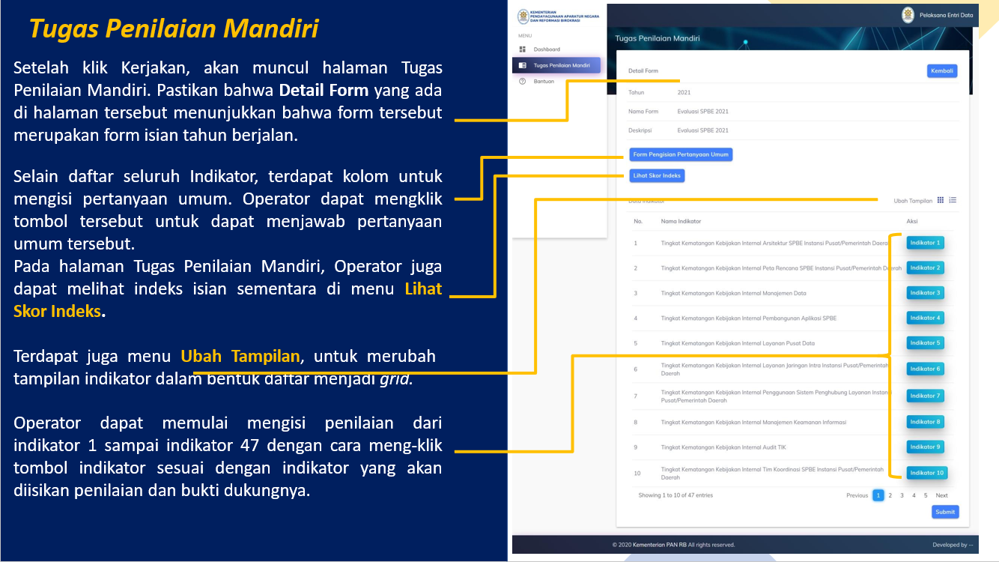 Tugas Penilaian Mandiri
Setelah klik Kerjakan, akan muncul halaman Tugas
Penilaian Mandiri. Pastikan bahwa Detail Form yang ada
di halaman tersebut menunjukkan bahwa form tersebut
merupakan form isian tahun berjalan.
Selain daftar seluruh Indikator, terdapat kolom untuk
mengisi pertanyaan umum. Operator dapat mengklik
tombol tersebut untuk dapat menjawab pertanyaan
umum tersebut.
Pada halaman Tugas Penilaian Mandiri, Operator juga
dapat melihat indeks isian sementara di menu Lihat
Skor Indeks.
Terdapat juga menu Ubah Tampilan, untuk merubah
tampilan indikator dalam bentuk daftar menjadi grid.
Operator dapat memulai mengisi penilaian dari
indikator 1 sampai indikator 47 dengan cara meng-klik
tombol indikator sesuai dengan indikator yang akan
diisikan penilaian dan bukti dukungnya.
KEMENTERIAN
PENDAYAGUNAAN APARATUR NEGARA
DAN REFORMASI BIROKRASI
MENU
Dashboard
Tugas Penilaian Mandiri
Bantuan
Pelaksana Entri Data
Tugas Penilaian Mandiri
Detail Form
Kembali
Tahun 2021
Nama Form Evaluasi SPBE 2021
Deskripsi Evaluasi SPBE 2021
Form Pengisian Pertanyaan Umum
Lihat Skor Indeks
Data Indikator Ubah Tampilan
No. Nama Indikator Aksi
1 Tingkat Kematangan Kebijakan Internal Arsitektur SPBE Instansi Pusat/Pemerintah Daerah Indikator 1
2 Tingkat Kematangan Kebijakan Internal Peta Rencana SPBE Instansi Pusat/Pemerintah Daerah Indikator 2
3 Tingkat Kematangan Kebijakan Internal Manajemen Data Indikator 3
4 Tingkat Kematangan Kebijakan Internal Pembangunan Aplikasi SPBE Indikator 4
5 Tingkat Kematangan Kebijakan Internal Layanan Pusat Data Indikator 5
6 Tingkat Kematangan Kebijakan Internal Layanan Jaringan Intra Instansi Pusat/Pemerintah
Daerah Indikator 6
7 Tingkat Kematangan Kebijakan Internal Penggunaan Sistem Penghubung Layanan Instansi
Pusat/Pemerintah Daerah Indikator 7
8 Tingkat Kematangan Kebijakan Internal Manajemen Keamanan Informasi Indikator 8
9 Tingkat Kematangan Kebijakan Internal Audit TIK Indikator 9
10 Tingkat Kematangan Kebijakan Internal Tim Koordinasi SPBE Instansi Pusat/Pemerintah
Daerah Indikator 10
Showing 1 to 10 of 47 entries Previous 1 2 3 4 5 Next
Submit
© 2020 Kementerian PAN RB All rights reserved. Developed by --